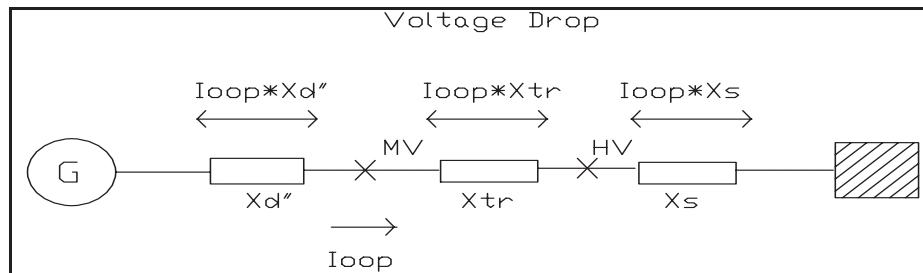 Voltage Drop
Ioop*Xd″ Ioop*Xtr Ioop*Xs
MV HV
G
Xd″ Xtr Xs
Ioop